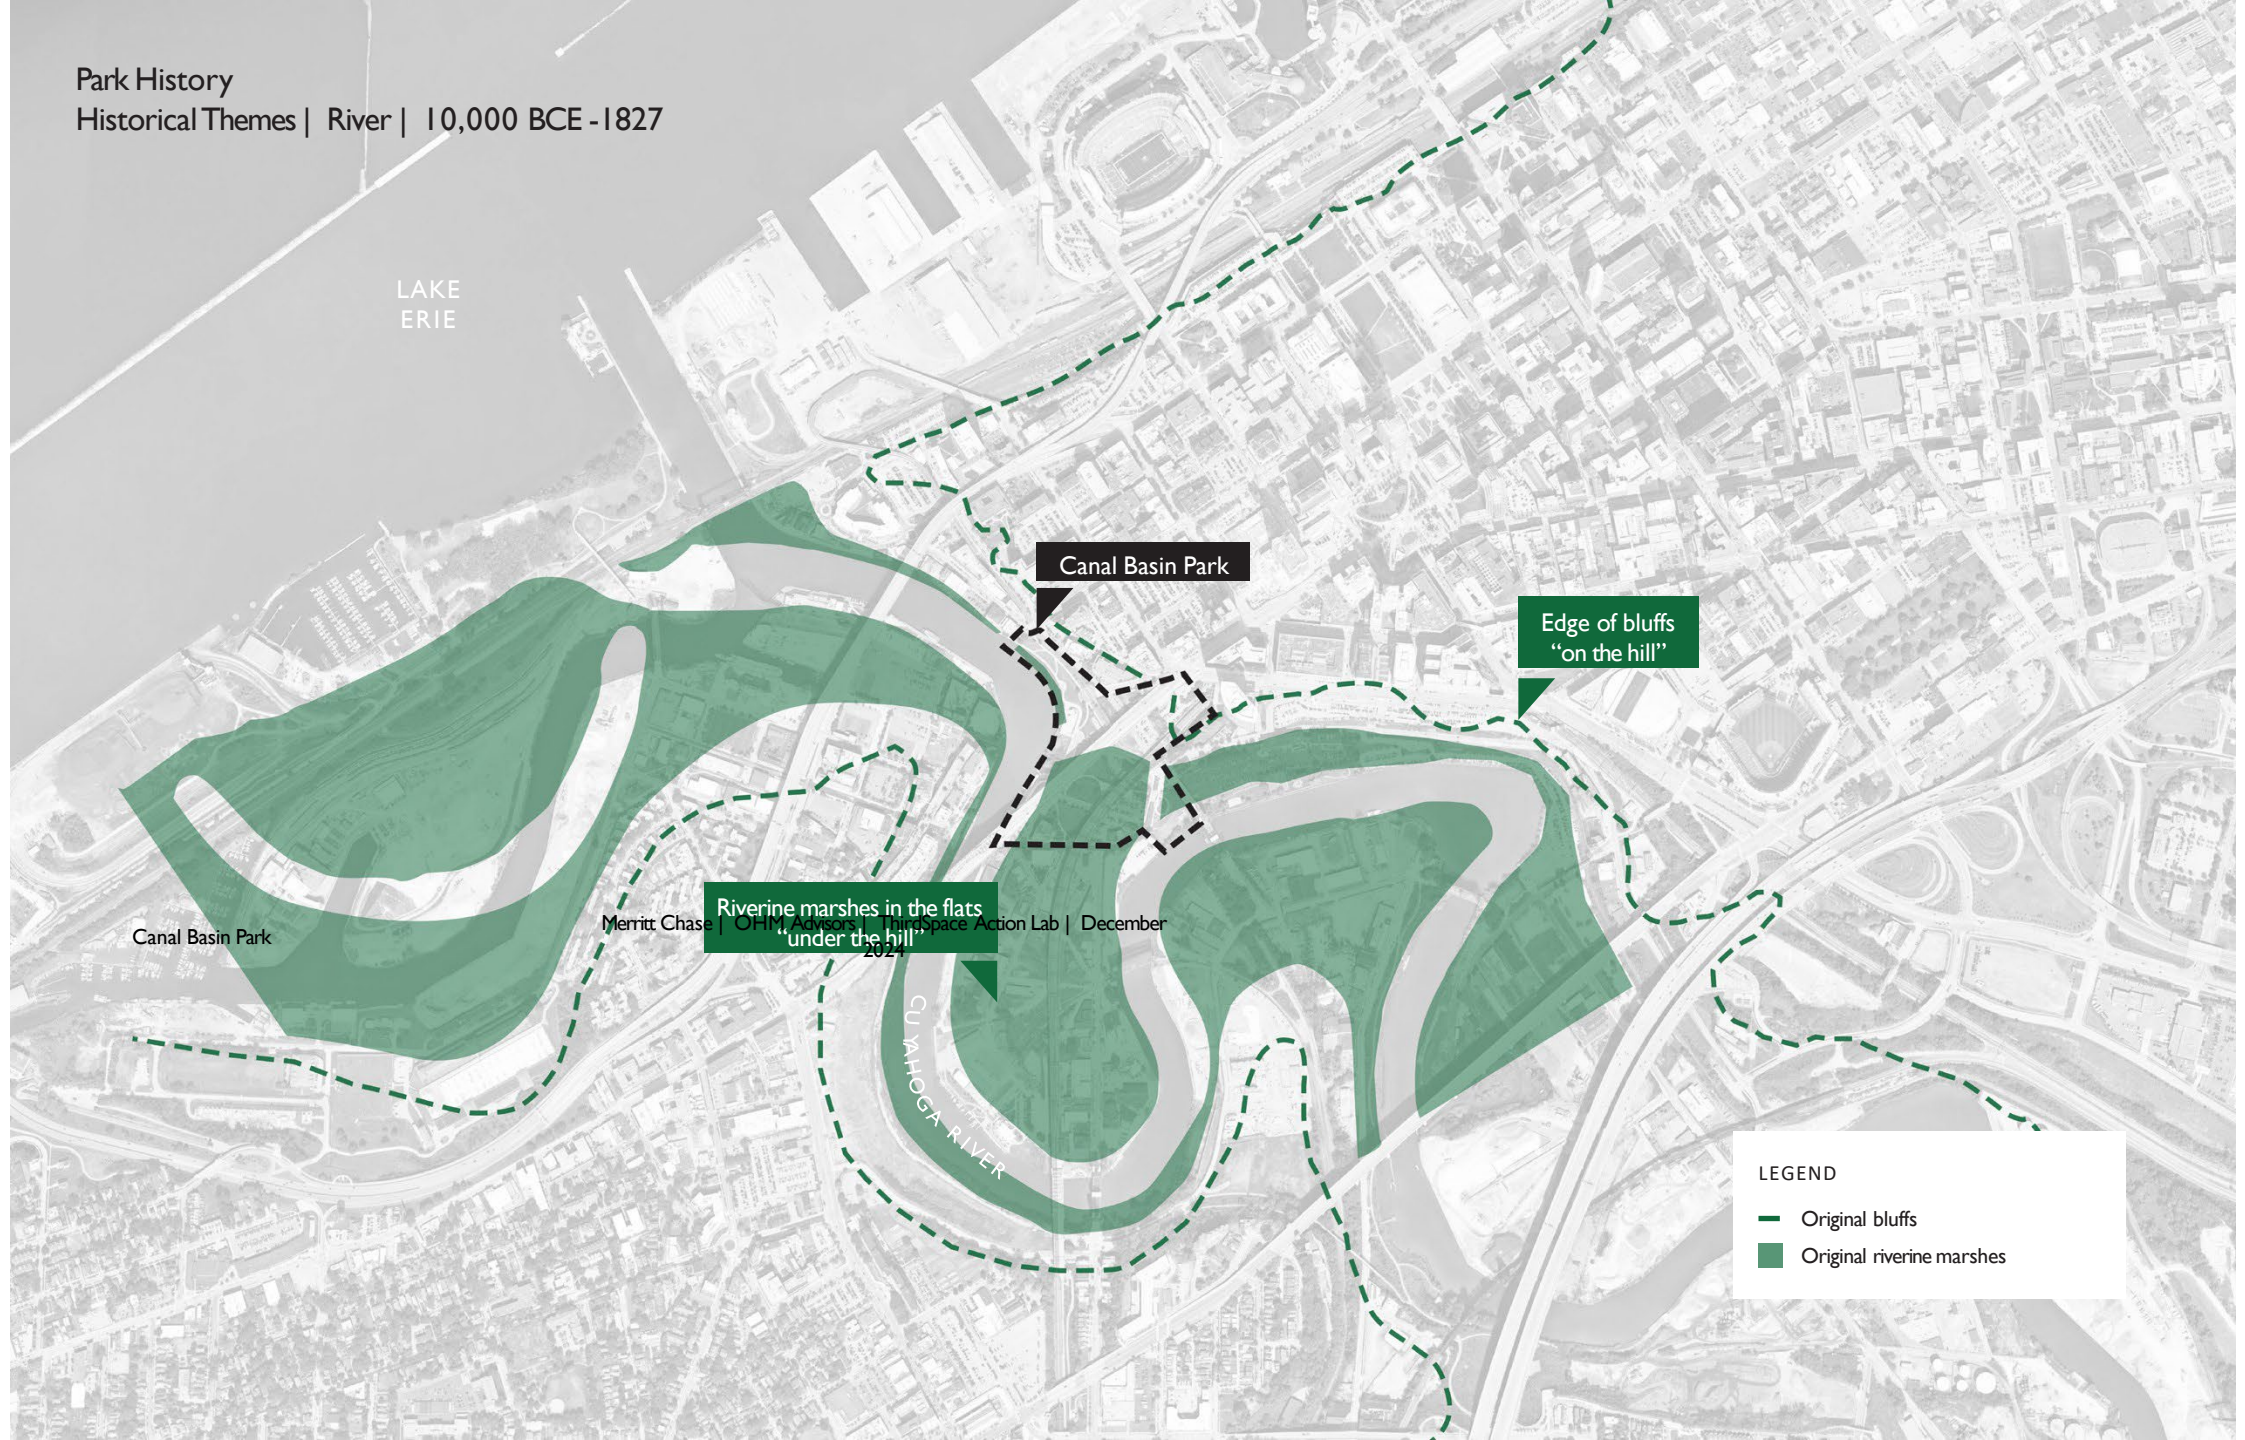 Park History
Historical Themes | River | 10,000 BCE -1827
LAKE
ERIE
Canal Basin Park
Edge of bluffs
“on the hill”
Riverine marshes in the flats
“under the hill”
Canal Basin Park
Merritt Chase | OHM Advisors | ThirdSpace Action Lab | December
2024
CUYAHOGA RIVER
LEGEND
Original bluffs
Original riverine marshes